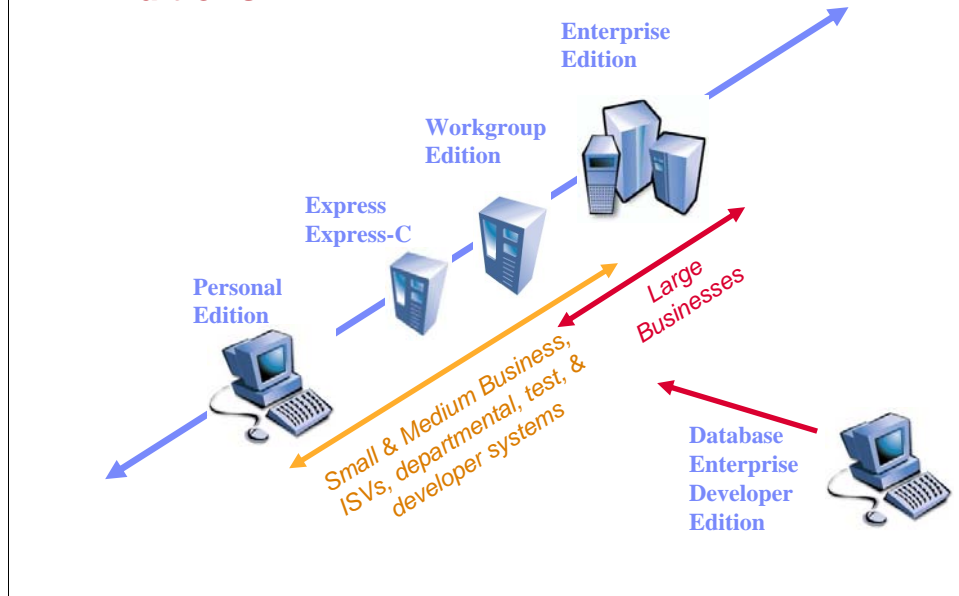 Enterprise
Edition
Workgroup
Edition
Express
Express-C
Personal
Edition
Large
Businesses
Small & Medium Business,
ISVs, departmental, test, &
developer systems
Database
Enterprise
Developer
Edition